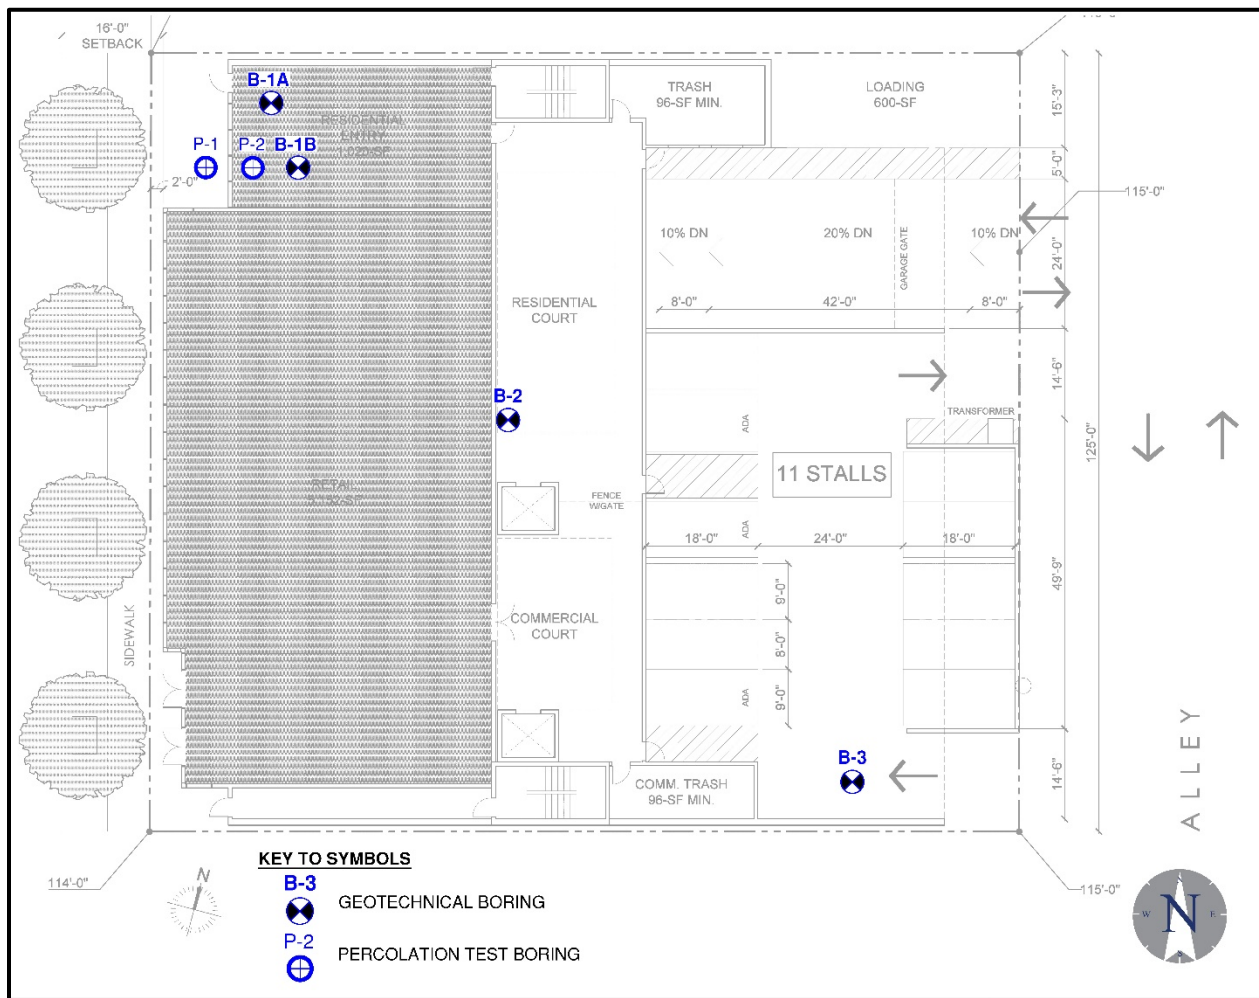 16'-0"
SETBACK
B-1A
TRASH
96-SF MIN.
LOADING
600-SF
15'-3"
RESIDENTIAL
ENTRY
P-1
P-2
B-1B
5'-0"
2'-0"
115'-0"
10% DN
20% DN
GARAGE GATE
10% DN
24'-0"
RESIDENTIAL
COURT
8'-0"
42'-0"
8'-0"
14'-6"
B-2
ADA
TRANSFORMER
125'-0"
11 STALLS
RETAIL
FENCE
W/GATE
ADA
18'-0"
24'-0"
18'-0"
49'-9"
9'-0"
SIDEWALK
COMMERCIAL
COURT
8'-0"
ADA
9'-0"
ALLEY
B-3
COMM. TRASH
96-SF MIN.
14'-6"
KEY TO SYMBOLS
114'-0"
N
B-3
GEOTECHNICAL BORING
P-2
PERCOLATION TEST BORING
115'-0"
N
W
E
S